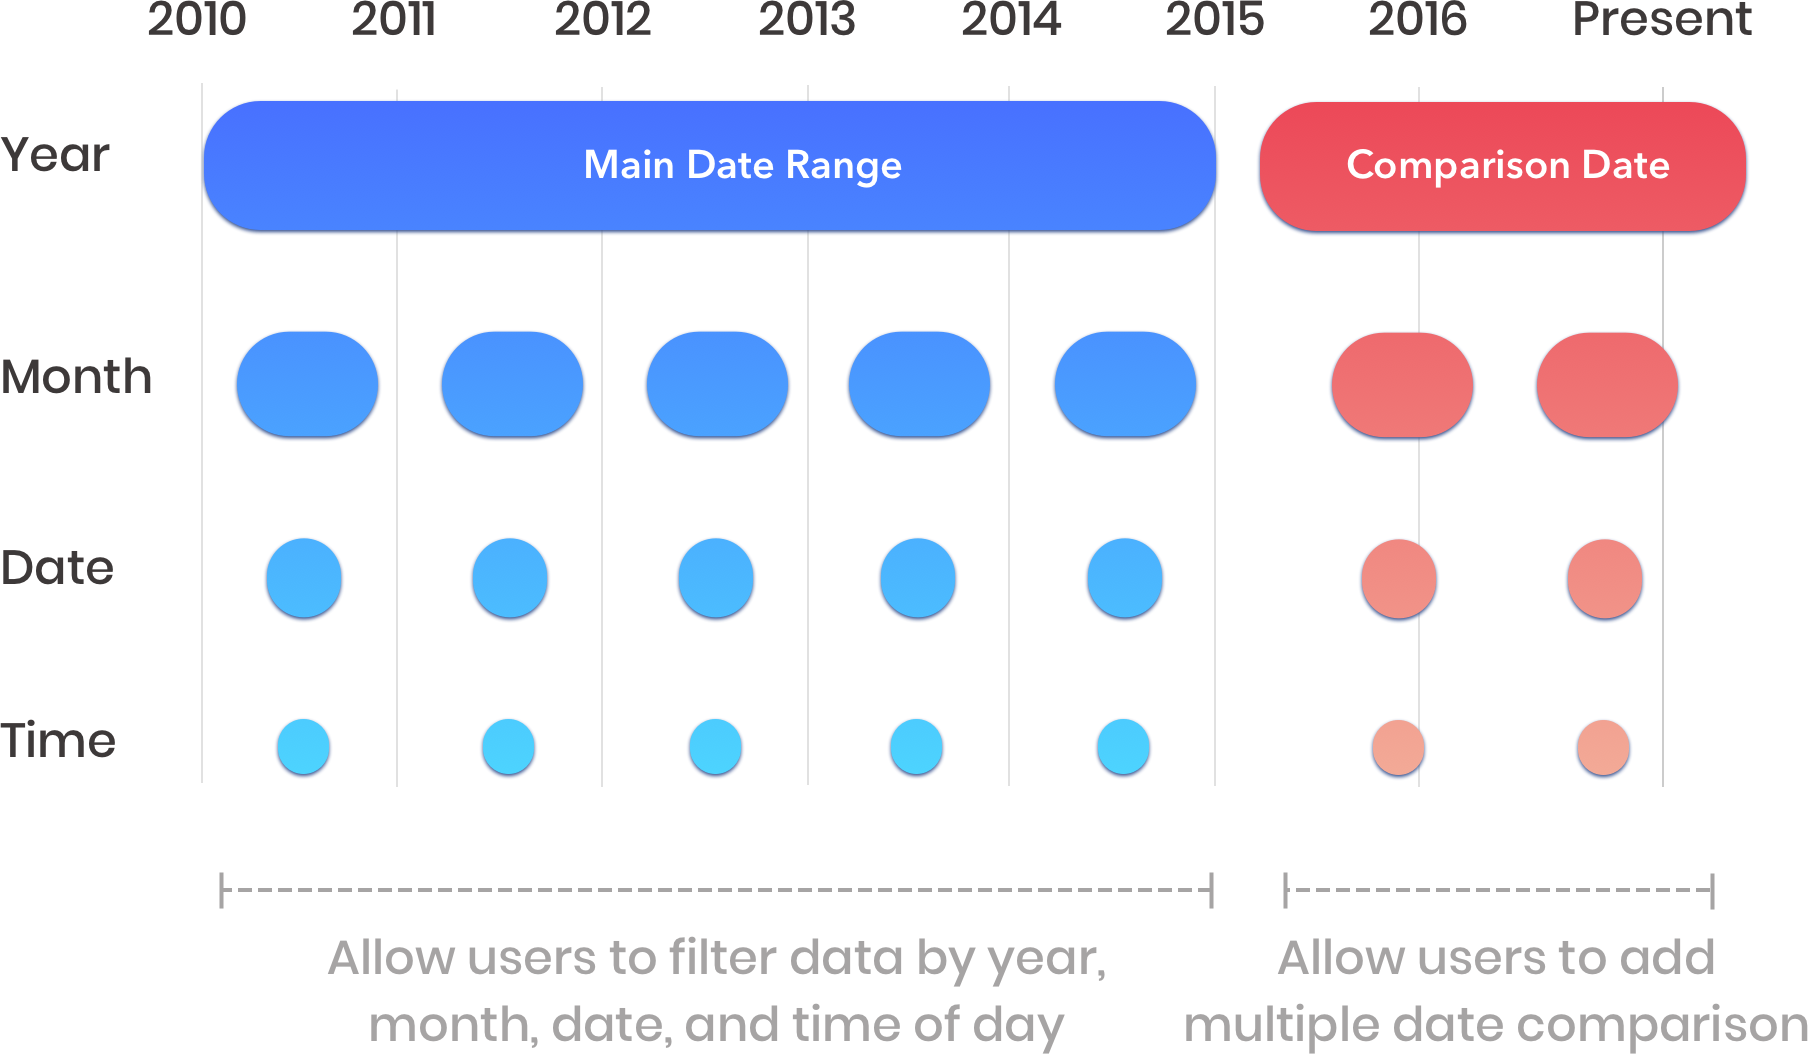 2010 2011 2012 2013 2014 2015 2016 Present
Year
Main Date Range
Comparison Date
Month
Date
Time
Allow users to filter data by year,
month, date, and time of day
Allow users to add
multiple date comparison